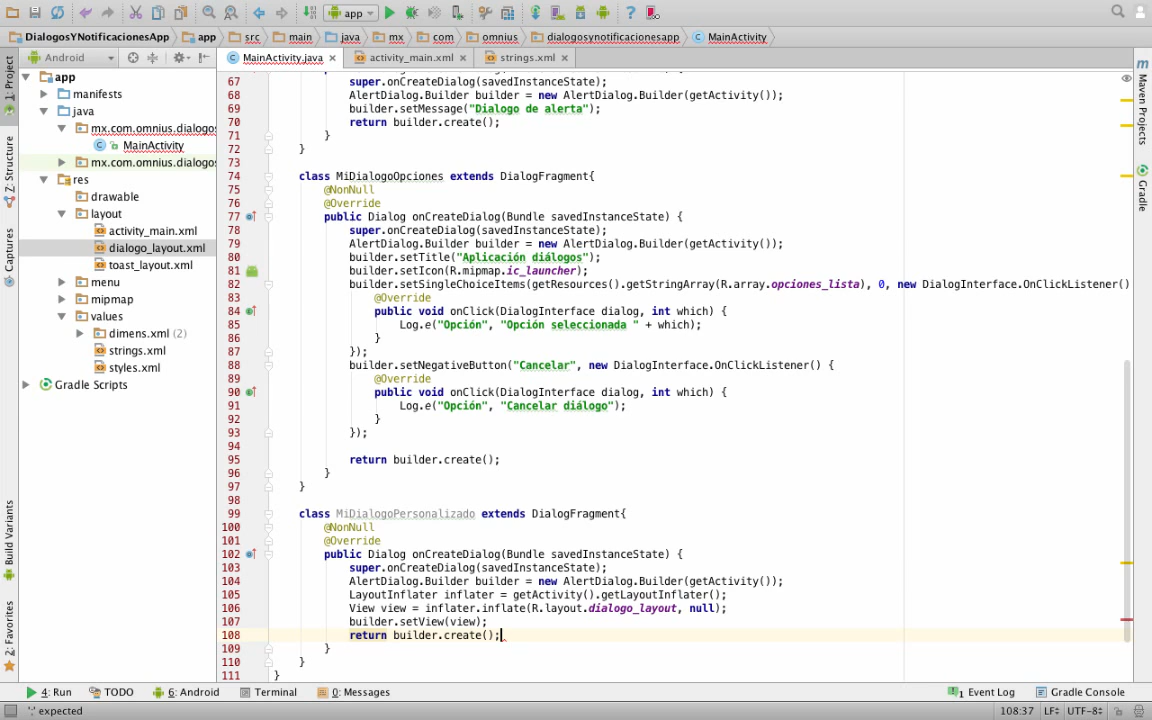 app
DialogosYNotificacionesApp
app
src
main
java
mx
com
omnius
dialogosynotificacionesapp
MainActivity
Android
MainActivity.java
activity_main.xml
strings.xml
1: Project
Z: Structure
Captures
Build Variants
2: Favorites
Maven Projects
Gradle
app
manifests
java
mx.com.omnius.dialogos
MainActivity
mx.com.omnius.dialogos
res
drawable
layout
activity_main.xml
dialogo_layout.xml
toast_layout.xml
menu
mipmap
values
dimens.xml (2)
strings.xml
styles.xml
Gradle Scripts
67 super.onCreateDialog(savedInstanceState);
68 AlertDialog.Builder builder = new AlertDialog.Builder(getActivity());
69 builder.setMessage("Dialogo de alerta");
70 return builder.create();
71 }
72 }
73
74 class MiDialogoOpciones extends DialogFragment{
75 @NonNull
76 @Override
77 public Dialog onCreateDialog(Bundle savedInstanceState) {
78 super.onCreateDialog(savedInstanceState);
79 AlertDialog.Builder builder = new AlertDialog.Builder(getActivity());
80 builder.setTitle("Aplicación diálogos");
81 builder.setIcon(R.mipmap.ic_launcher);
82 builder.setSingleChoiceItems(getResources().getStringArray(R.array.opciones_lista), 0, new DialogInterface.OnClickListener()
83 @Override
84 public void onClick(DialogInterface dialog, int which) {
85 Log.e("Opción", "Opción seleccionada " + which);
86 }
87 });
88 builder.setNegativeButton("Cancelar", new DialogInterface.OnClickListener() {
89 @Override
90 public void onClick(DialogInterface dialog, int which) {
91 Log.e("Opción", "Cancelar diálogo");
92 }
93 });
94
95 return builder.create();
96 }
97 }
98
99 class MiDialogoPersonalizado extends DialogFragment{
100 @NonNull
101 @Override
102 public Dialog onCreateDialog(Bundle savedInstanceState) {
103 super.onCreateDialog(savedInstanceState);
104 AlertDialog.Builder builder = new AlertDialog.Builder(getActivity());
105 LayoutInflater inflater = getActivity().getLayoutInflater();
106 View view = inflater.inflate(R.layout.dialogo_layout, null);
107 builder.setView(view);
108 return builder.create();
109 }
110 }
111 }
4: Run
TODO
6: Android
Terminal
0: Messages
1 Event Log
Gradle Console
';' expected
108:37
LF
UTF-8